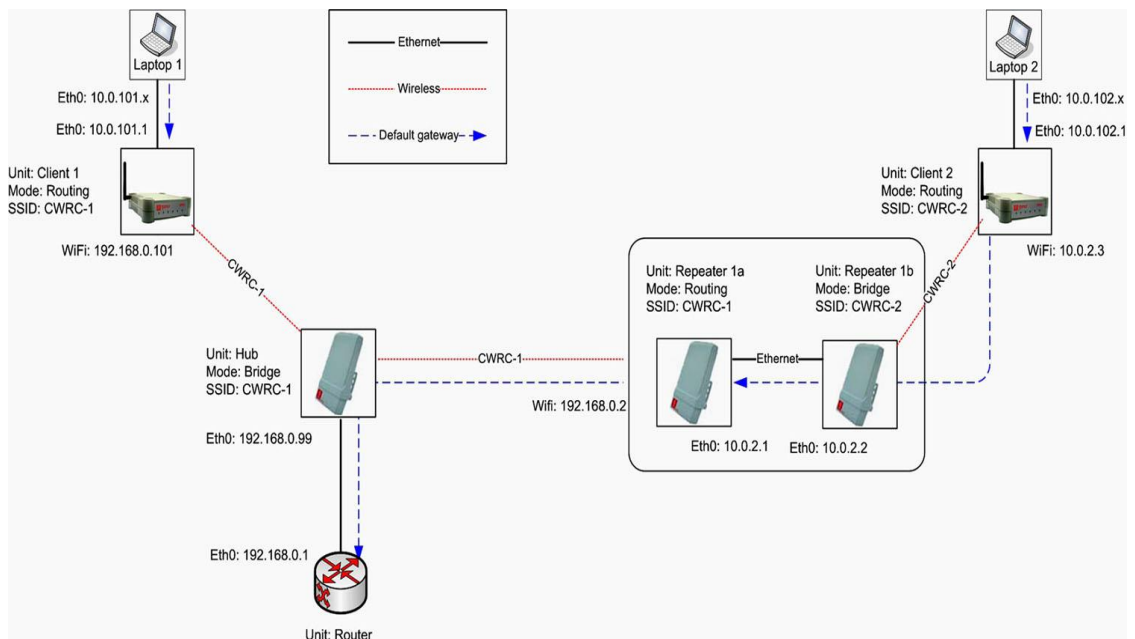 Laptop 1
Eth0: 10.0.101.x
Eth0: 10.0.101.1
Unit: Client 1
Mode: Routing
SSID: CWRC-1
WiFi: 192.168.0.101
CWRC-1
Ethernet
Wireless
Default gateway
Laptop 2
Eth0: 10.0.102.x
Eth0: 10.0.102.1
Unit: Client 2
Mode: Routing
SSID: CWRC-2
WiFi: 10.0.2.3
CWRC-2
Unit: Repeater 1a
Mode: Routing
SSID: CWRC-1
Unit: Repeater 1b
Mode: Bridge
SSID: CWRC-2
Ethernet
Eth0: 10.0.2.1
Eth0: 10.0.2.2
Unit: Hub
Mode: Bridge
SSID: CWRC-1
CWRC-1
Wifi: 192.168.0.2
Eth0: 192.168.0.99
Eth0: 192.168.0.1
Unit: Router